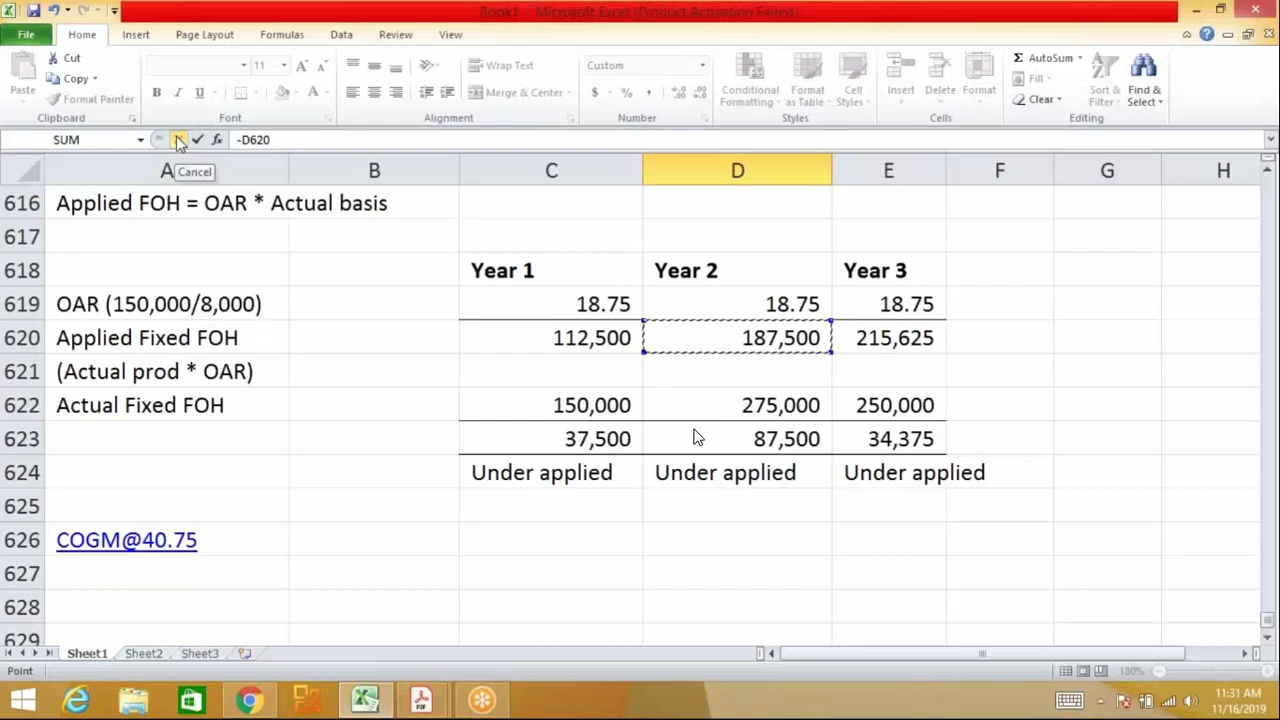 Book1 - Microsoft Excel (Product Activation Failed)
File Home Insert Page Layout Formulas Data Review View
Paste
Cut
Copy
Format Painter
Clipboard
11
B I U
Font
Wrap Text
Merge & Center
Alignment
Custom
$ % ,
Number
Conditional Formatting
Format as Table
Cell Styles
Styles
Insert
Delete
Format
Cells
AutoSum
Fill
Clear
Sort & Filter
Find & Select
Editing
SUM fx -D620
Cancel
A B C D E F G H
616 Applied FOH = OAR * Actual basis
617
618 Year 1 Year 2 Year 3
619 OAR (150,000/8,000) 18.75 18.75 18.75
620 Applied Fixed FOH 112,500 187,500 215,625
621 (Actual prod * OAR)
622 Actual Fixed FOH 150,000 275,000 250,000
623 37,500 87,500 34,375
624 Under applied Under applied Under applied
625
626 COGM@40.75
627
628
629
Sheet1 Sheet2 Sheet3
Point 180%
PDF
11:31 AM
11/16/2019